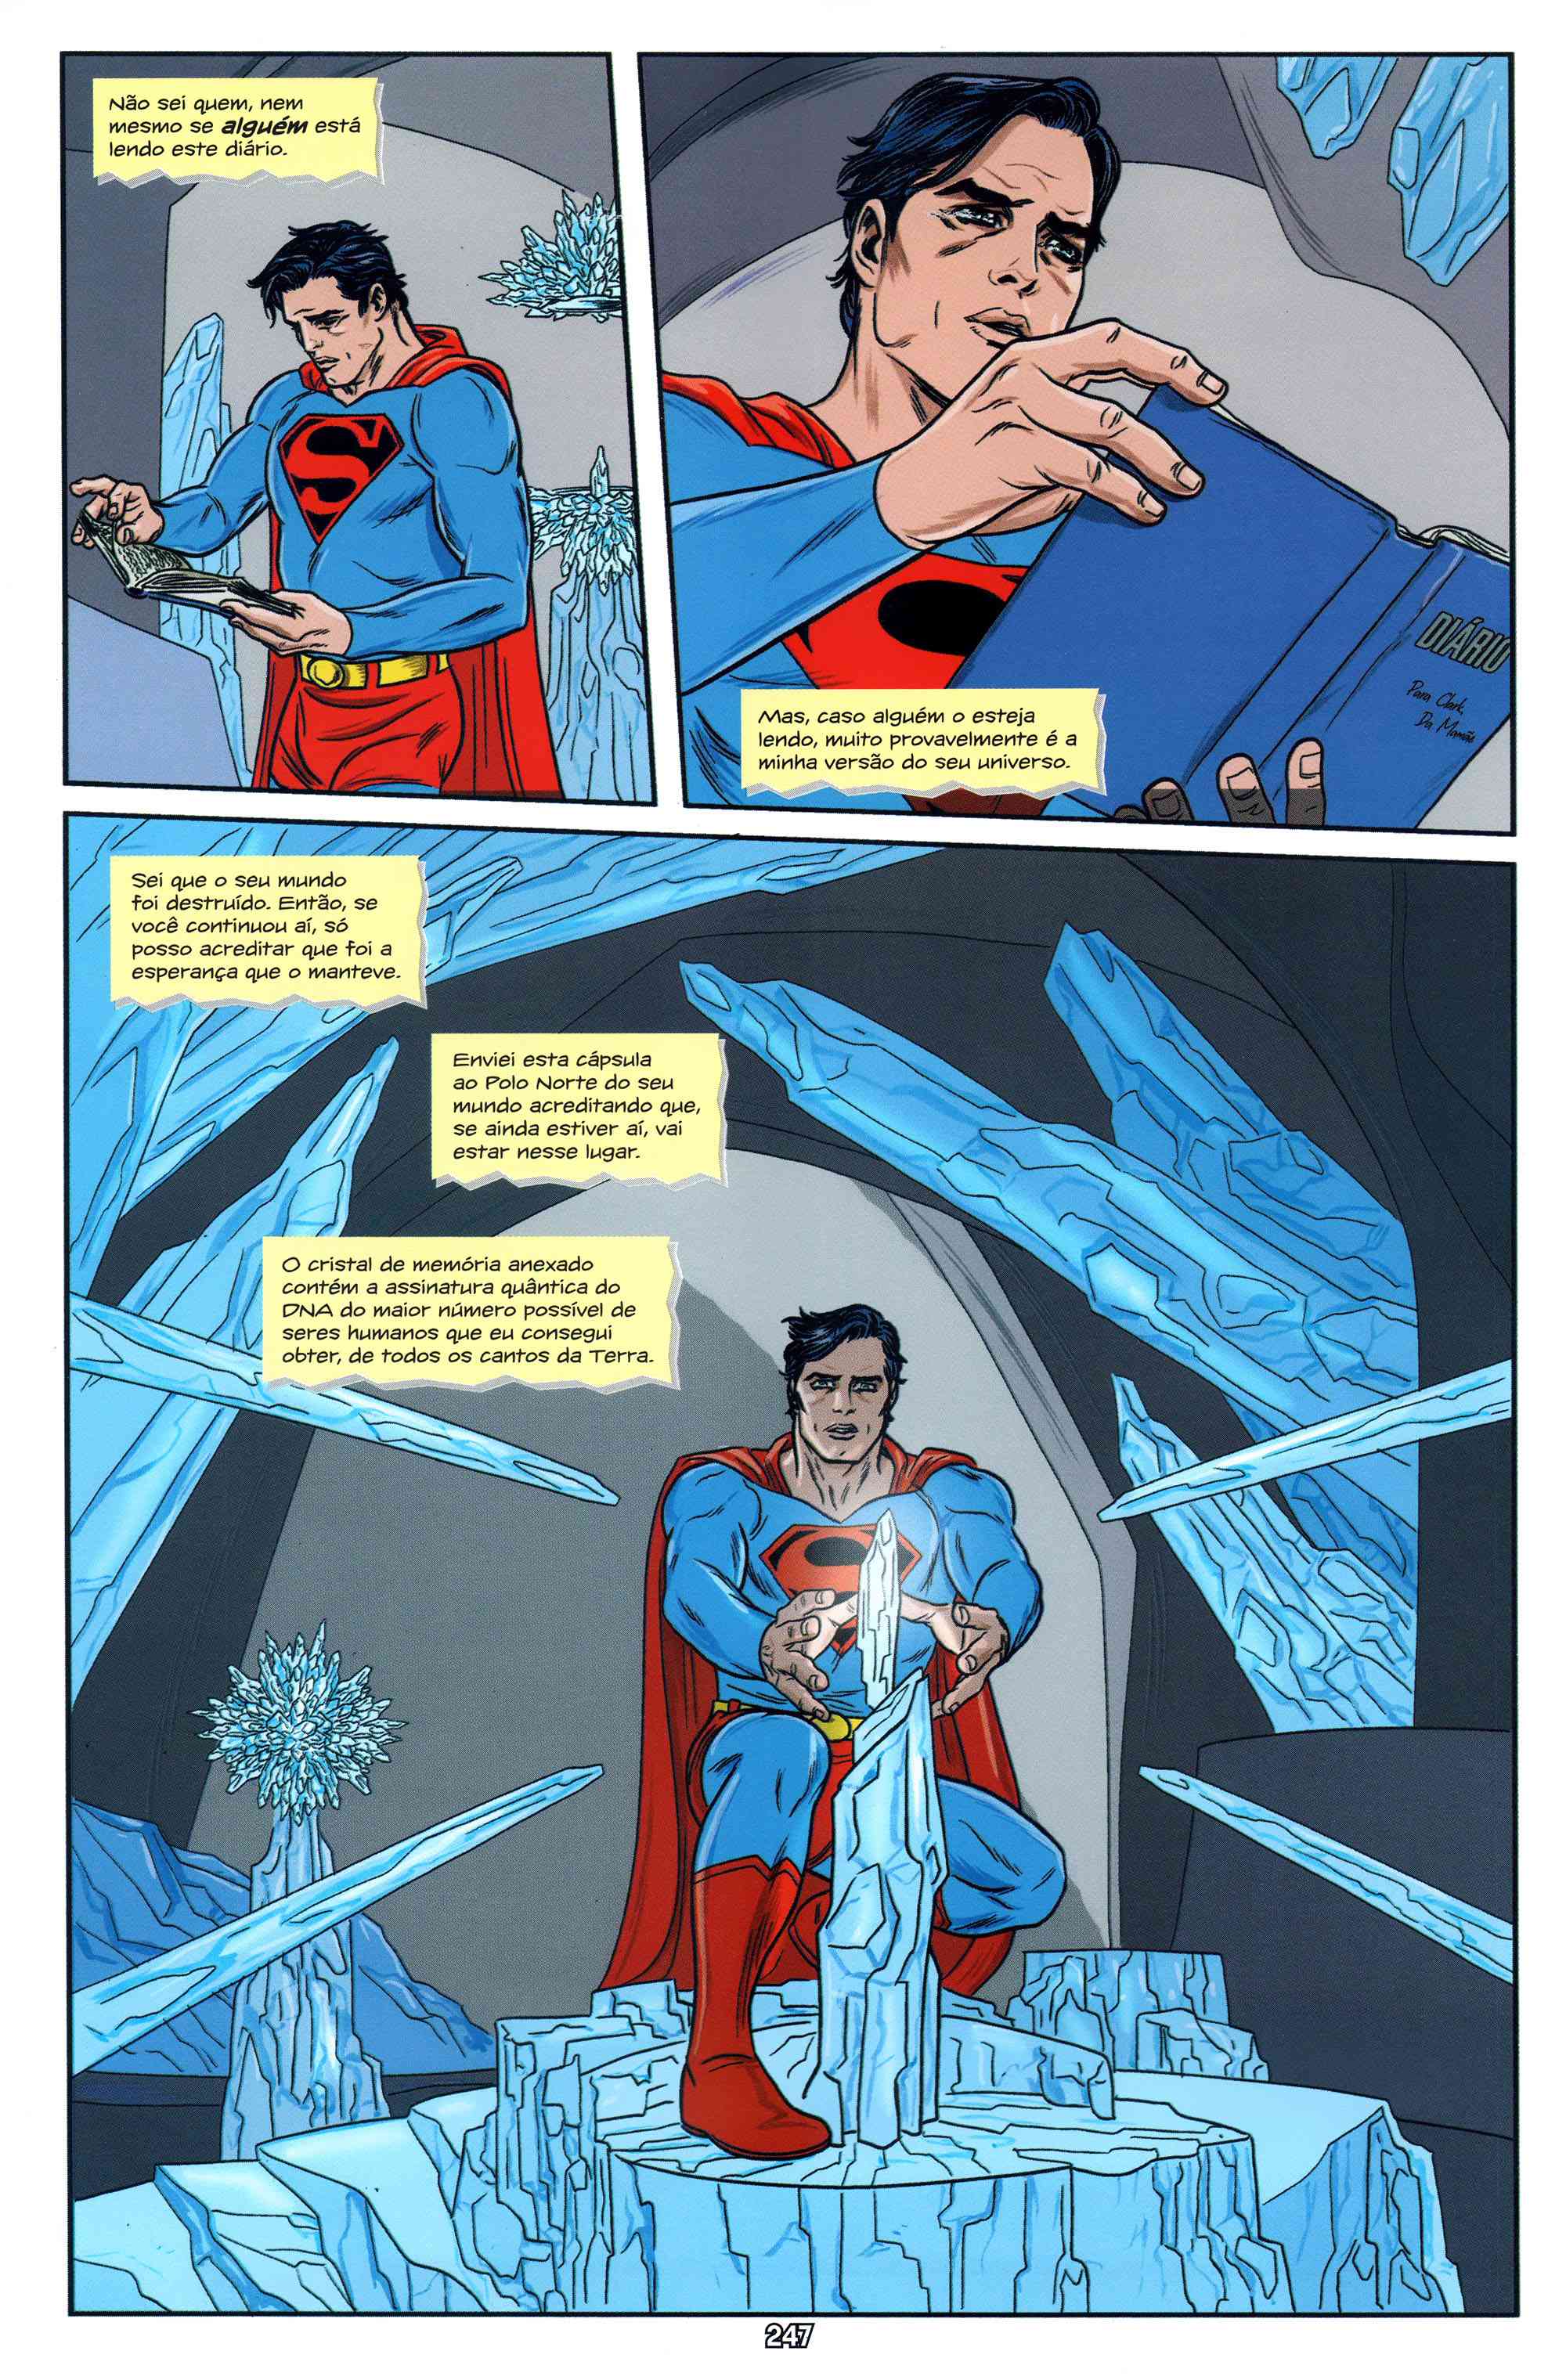 Não sei quem, nem
mesmo se alguém está
lendo este diário.
DIÁRIO
Para Clark,
Da Mamãe
Mas, caso alguém o esteja
lendo, muito provavelmente é a
minha versão do seu universo.
Sei que o seu mundo
foi destruído. Então, se
você continuou aí, só
posso acreditar que foi a
esperança que o manteve.
Enviei esta cápsula
ao Polo Norte do seu
mundo acreditando que,
se ainda estiver aí, vai
estar nesse lugar.
O cristal de memória anexado
contém a assinatura quântica do
DNA do maior número possível de
seres humanos que eu consegui
obter, de todos os cantos da Terra.
S
247